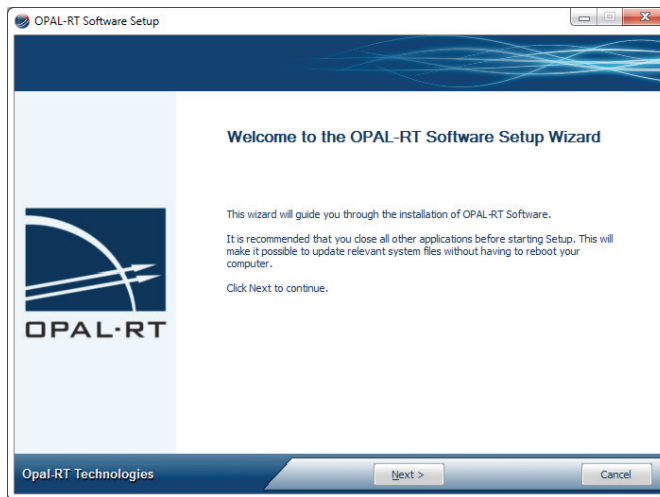 OPAL-RT Software Setup
Welcome to the OPAL-RT Software Setup Wizard
This wizard will guide you through the installation of OPAL-RT Software.
It is recommended that you close all other applications before starting Setup. This will
make it possible to update relevant system files without having to reboot your
computer.
Click Next to continue.
OPAL-RT
Opal-RT Technologies
Next >
Cancel